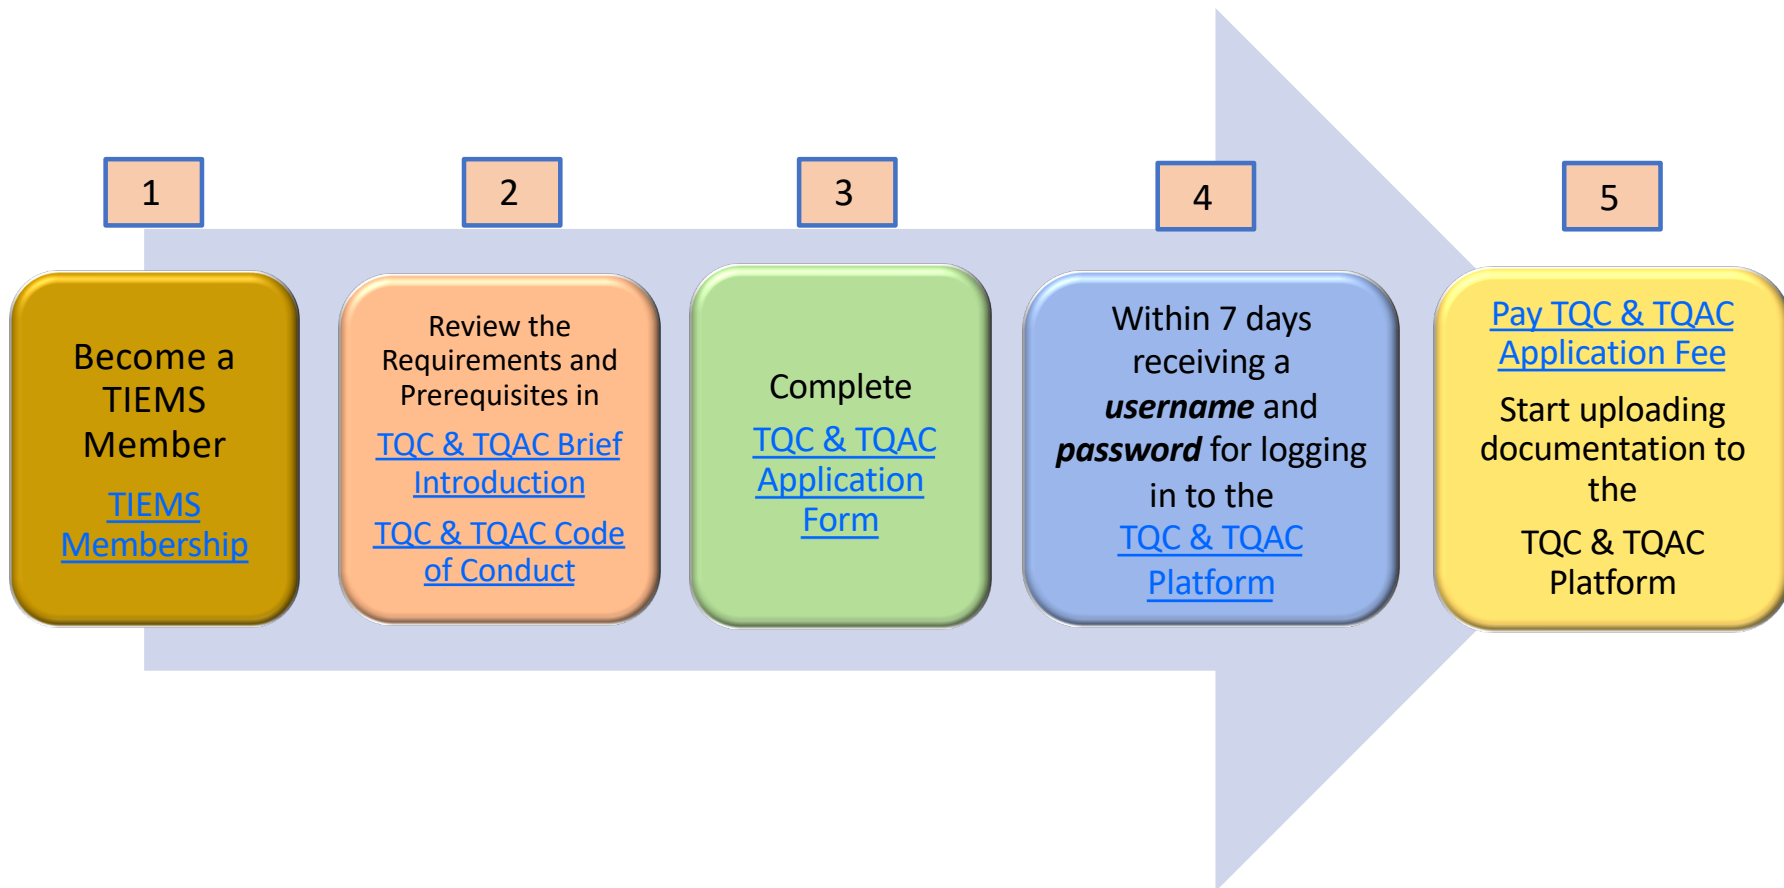 1
Become a
TIEMS
Member
TIEMS
Membership
2
Review the
Requirements and
Prerequisites in
TQC & TQAC Brief
Introduction
TQC & TQAC Code
of Conduct
3
Complete
TQC & TQAC
Application
Form
4
Within 7 days
receiving a
username and
password for logging
in to the
TQC & TQAC
Platform
5
Pay TQC & TQAC
Application Fee
Start uploading
documentation to
the
TQC & TQAC
Platform